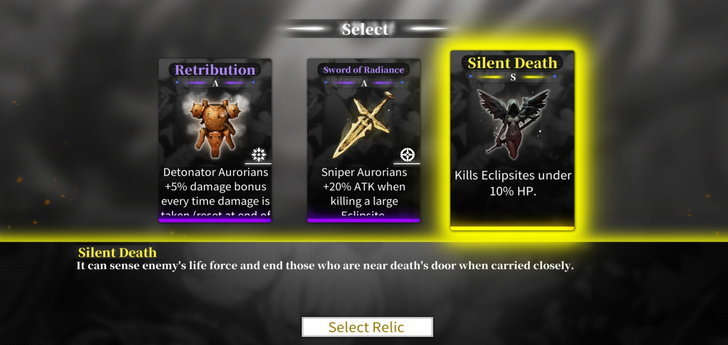 Select
Retribution
A
Detonator Aurorians
+5% damage bonus
every time damage is
taken (reset at end of
Sword of Radiance
A
Sniper Aurorians
+20% ATK when
killing a large
Eclipsite
Silent Death
S
Kills Eclipsites under
10% HP.
Silent Death
It can sense enemy's life force and end those who are near death's door when carried closely.
Select Relic